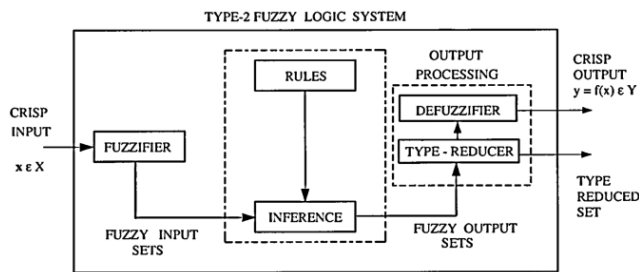 TYPE-2 FUZZY LOGIC SYSTEM
OUTPUT
PROCESSING
CRISP
OUTPUT
y = f(x) ε Y
RULES
DEFUZZIFIER
CRISP
INPUT
x ε X
FUZZIFIER
TYPE - REDUCER
TYPE
REDUCED
SET
INFERENCE
FUZZY INPUT
SETS
FUZZY OUTPUT
SETS